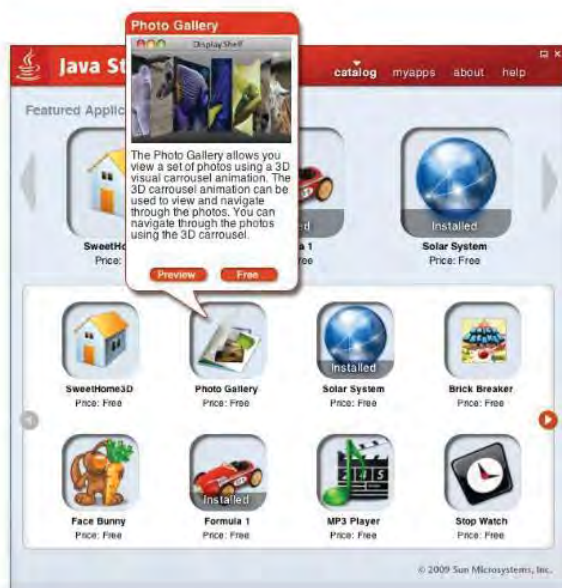 Photo Gallery
Display Shelf
Java St
catalog myapps about help
Featured Applic
The Photo Gallery allows you
view a set of photos using a 3D
visual carrousel animation. The
3D carrousel animation can be
used to view and navigate
through the photos. You can
navigate through the photos
using the 3D carrousel.
Preview Free
Installed
SweetHo
Price:
a 1
ree
Installed
Solar System
Price: Free
SweetHome3D
Price: Free
Photo Gallery
Price: Free
Installed
Solar System
Price: Free
Brick Breaker
Price: Free
Face Bunny
Price: Free
Installed
Formula 1
Price: Free
MP3 Player
Price: Free
Stop Watch
Price: Free
© 2009 Sun Microsystems, Inc.